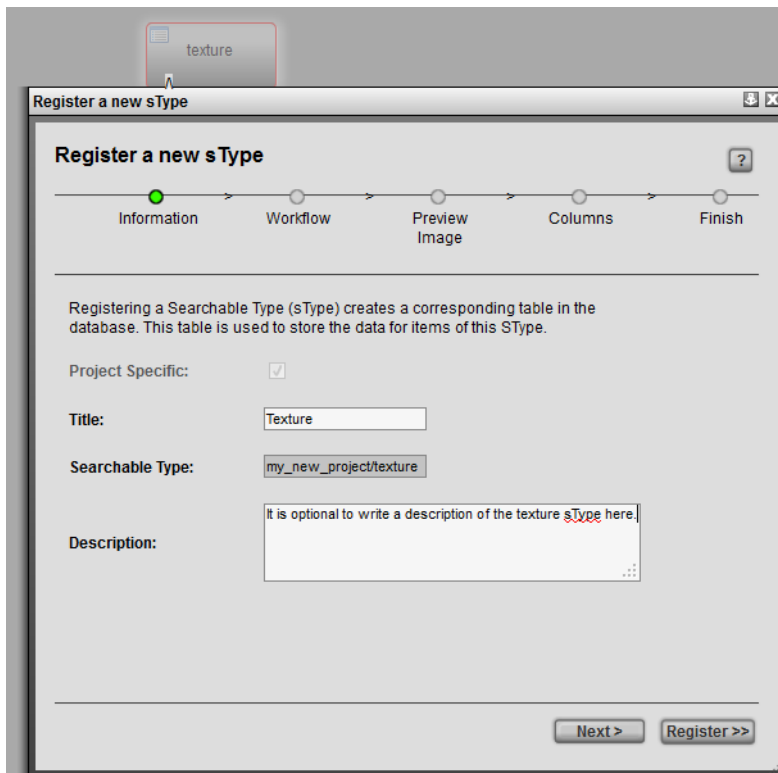 texture
Register a new sType
Register a new sType
?
> > > >
Information Workflow Preview Columns Finish
Image
Registering a Searchable Type (sType) creates a corresponding table in the
database. This table is used to store the data for items of this SType.
Project Specific:
Title: Texture
Searchable Type: my_new_project/texture
It is optional to write a description of the texture sType here.
Description:
Next > Register >>